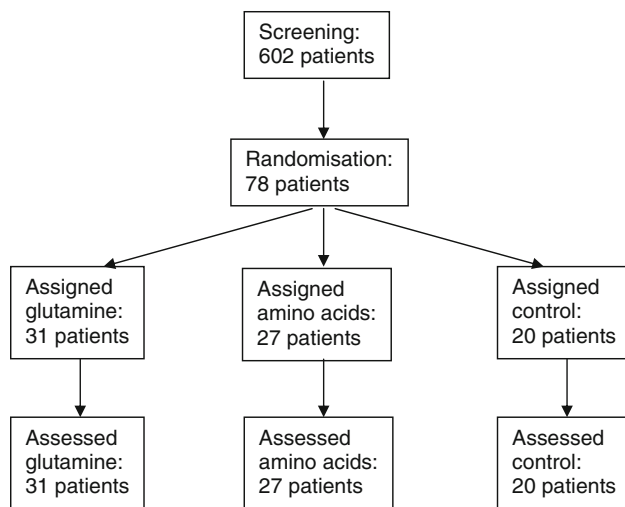 Screening:
602 patients
Randomisation:
78 patients
Assigned
glutamine:
31 patients
Assigned
amino acids:
27 patients
Assigned
control:
20 patients
Assessed
glutamine:
31 patients
Assessed
amino acids:
27 patients
Assessed
control:
20 patients